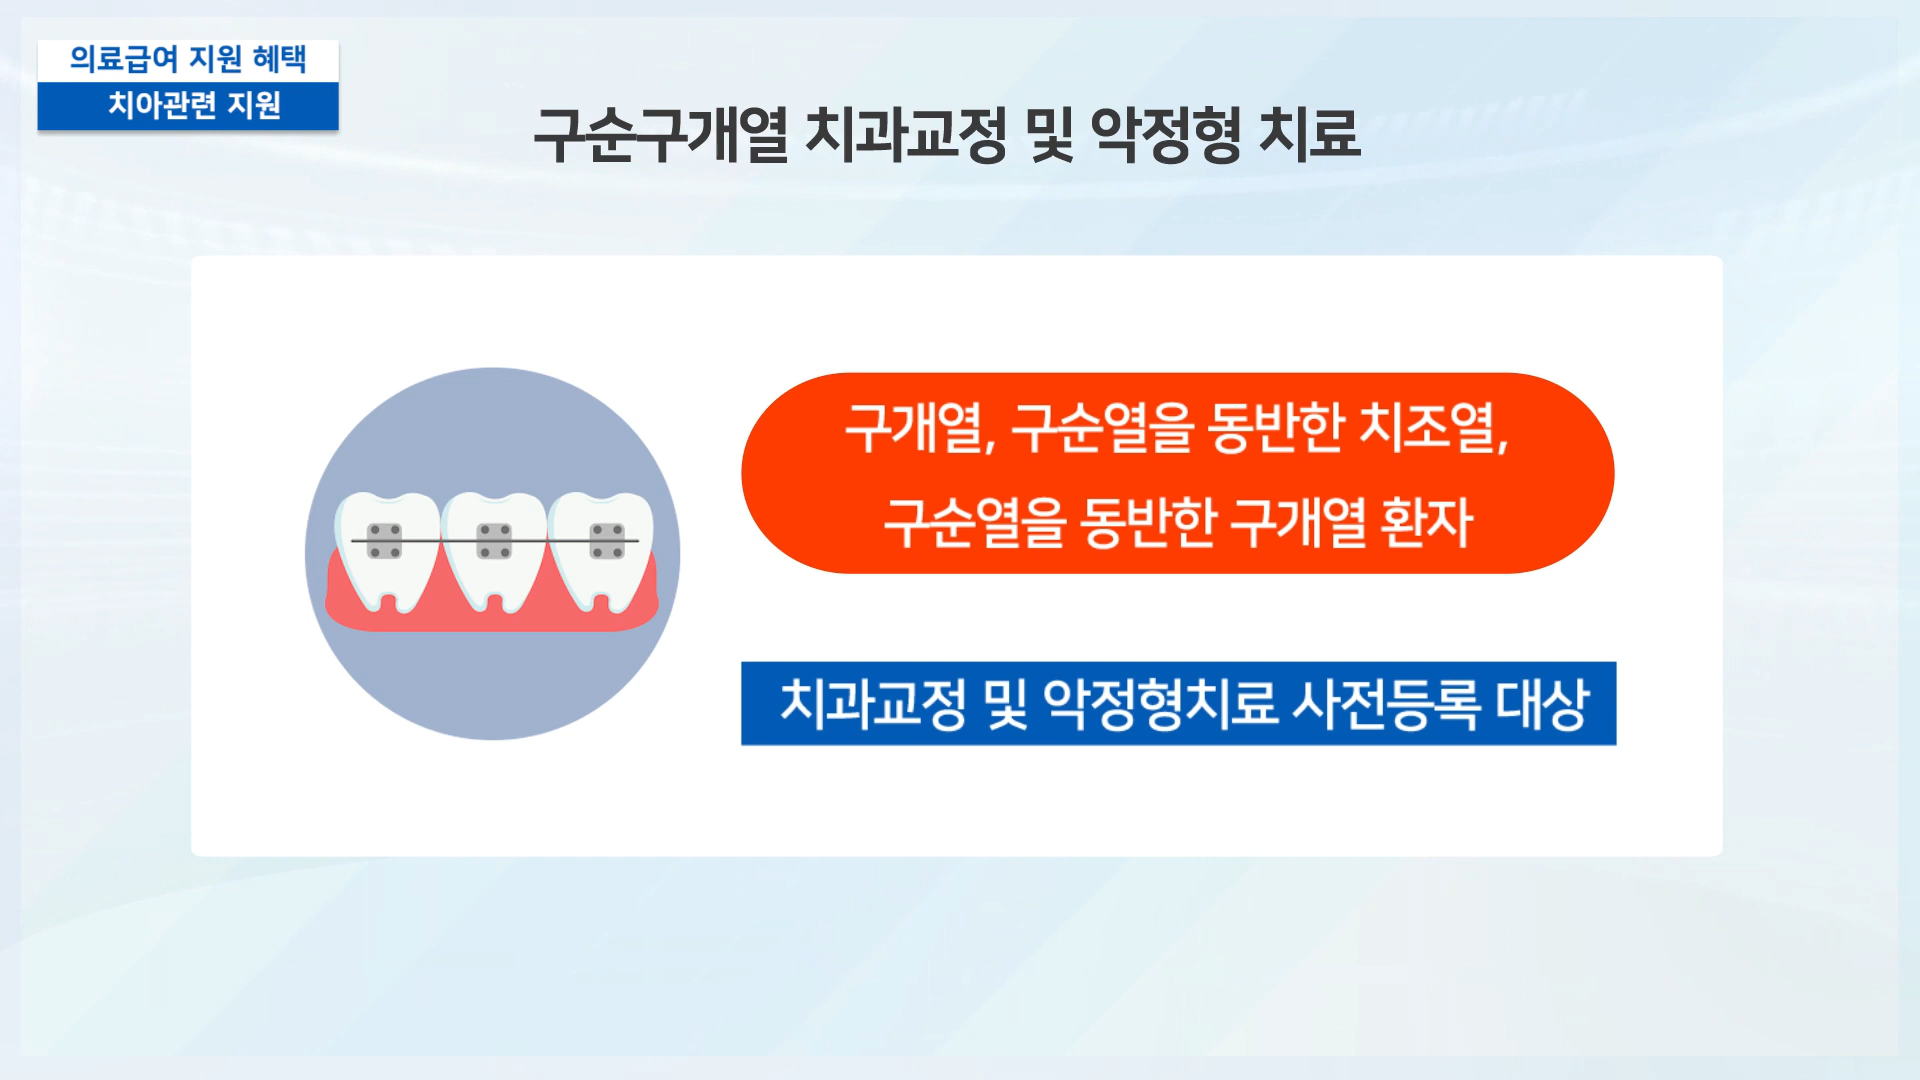 의료급여 지원 혜택
치아관련 지원
구순구개열 치과교정 및 악정형 치료
구개열, 구순열을 동반한 치조열,
구순열을 동반한 구개열 환자
치과교정 및 악정형치료 사전등록 대상